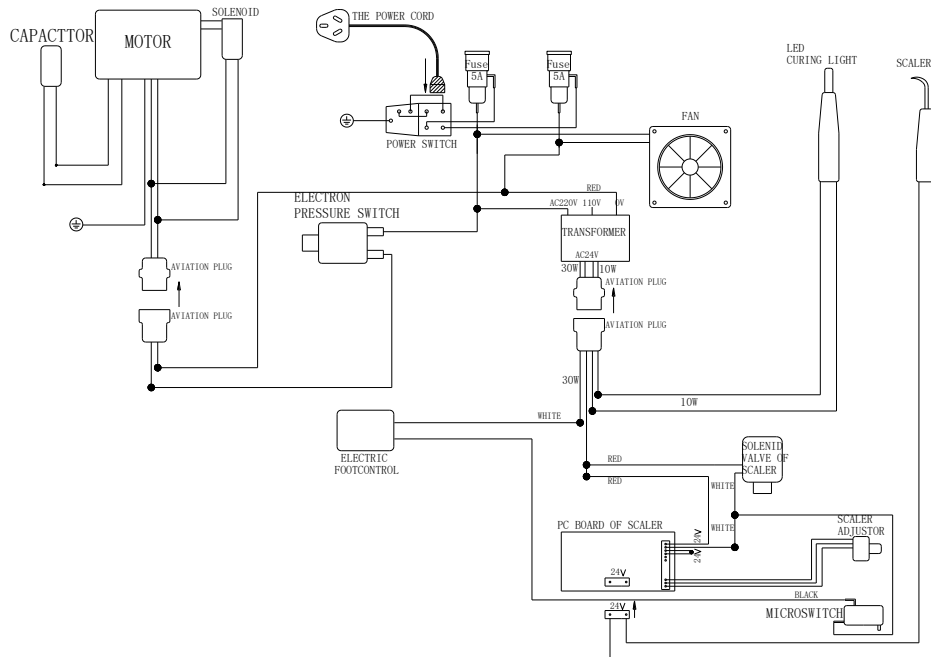 SOLENOID
CAPACTTOR
MOTOR
THE POWER CORD
Fuse
5A
Fuse
5A
LED
CURING LIGHT
SCALER
POWER SWITCH
FAN
ELECTRON
PRESSURE SWITCH
RED
AC220V 110V 0V
TRANSFORMER
AC24V
30W 10W
AVIATION PLUG
AVIATION PLUG
AVIATION PLUG
AVIATION PLUG
30W
10W
WHITE
ELECTRIC
FOOTCONTROL
RED
RED
SOLENID
VALVE OF
SCALER
WHITE
WHITE
PC BOARD OF SCALER
24V
24V
24V
SCALER
ADJUSTOR
BLACK
24V
MICROSWITCH